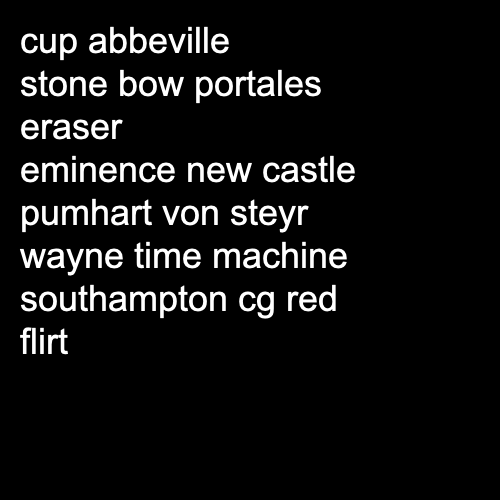 cup abbeville
stone bow portales
eraser
eminence new castle
pumhart von steyr
wayne time machine
southampton cg red
flirt